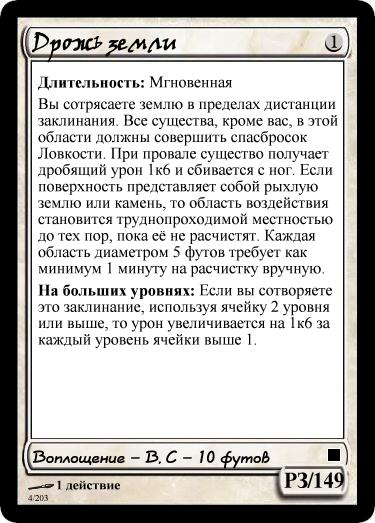 Дрожь земли
1
Длительность: Мгновенная
Вы сотрясаете землю в пределах дистанции
заклинания. Все существа, кроме вас, в этой
области должны совершить спасбросок
Ловкости. При провале существо получает
дробящий урон 1к6 и сбивается с ног. Если
поверхность представляет собой рыхлую
землю или камень, то область воздействия
становится труднопроходимой местностью
до тех пор, пока её не расчистят. Каждая
область диаметром 5 футов требует как
минимум 1 минуту на расчистку вручную.
На больших уровнях: Если вы сотворяете
это заклинание, используя ячейку 2 уровня
или выше, то урон увеличивается на 1к6 за
каждый уровень ячейки выше 1.
Воплощение – В, С – 10 футов
РЗ/149
1 действие
4/203